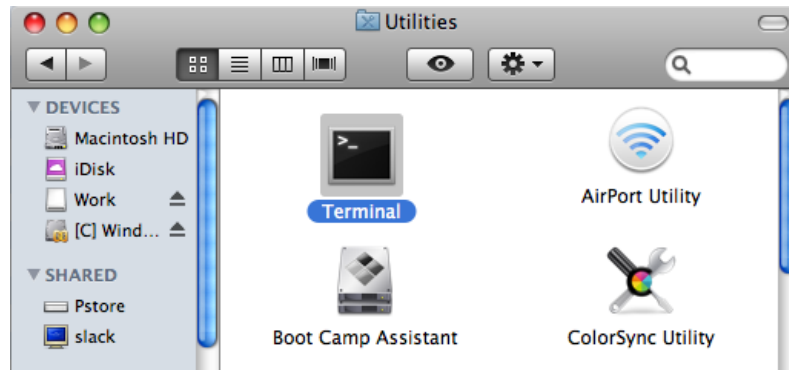 Utilities
DEVICES
Macintosh HD
iDisk
Work
[C] Wind...
SHARED
Pstore
slack
>_
Terminal
AirPort Utility
Boot Camp Assistant
ColorSync Utility